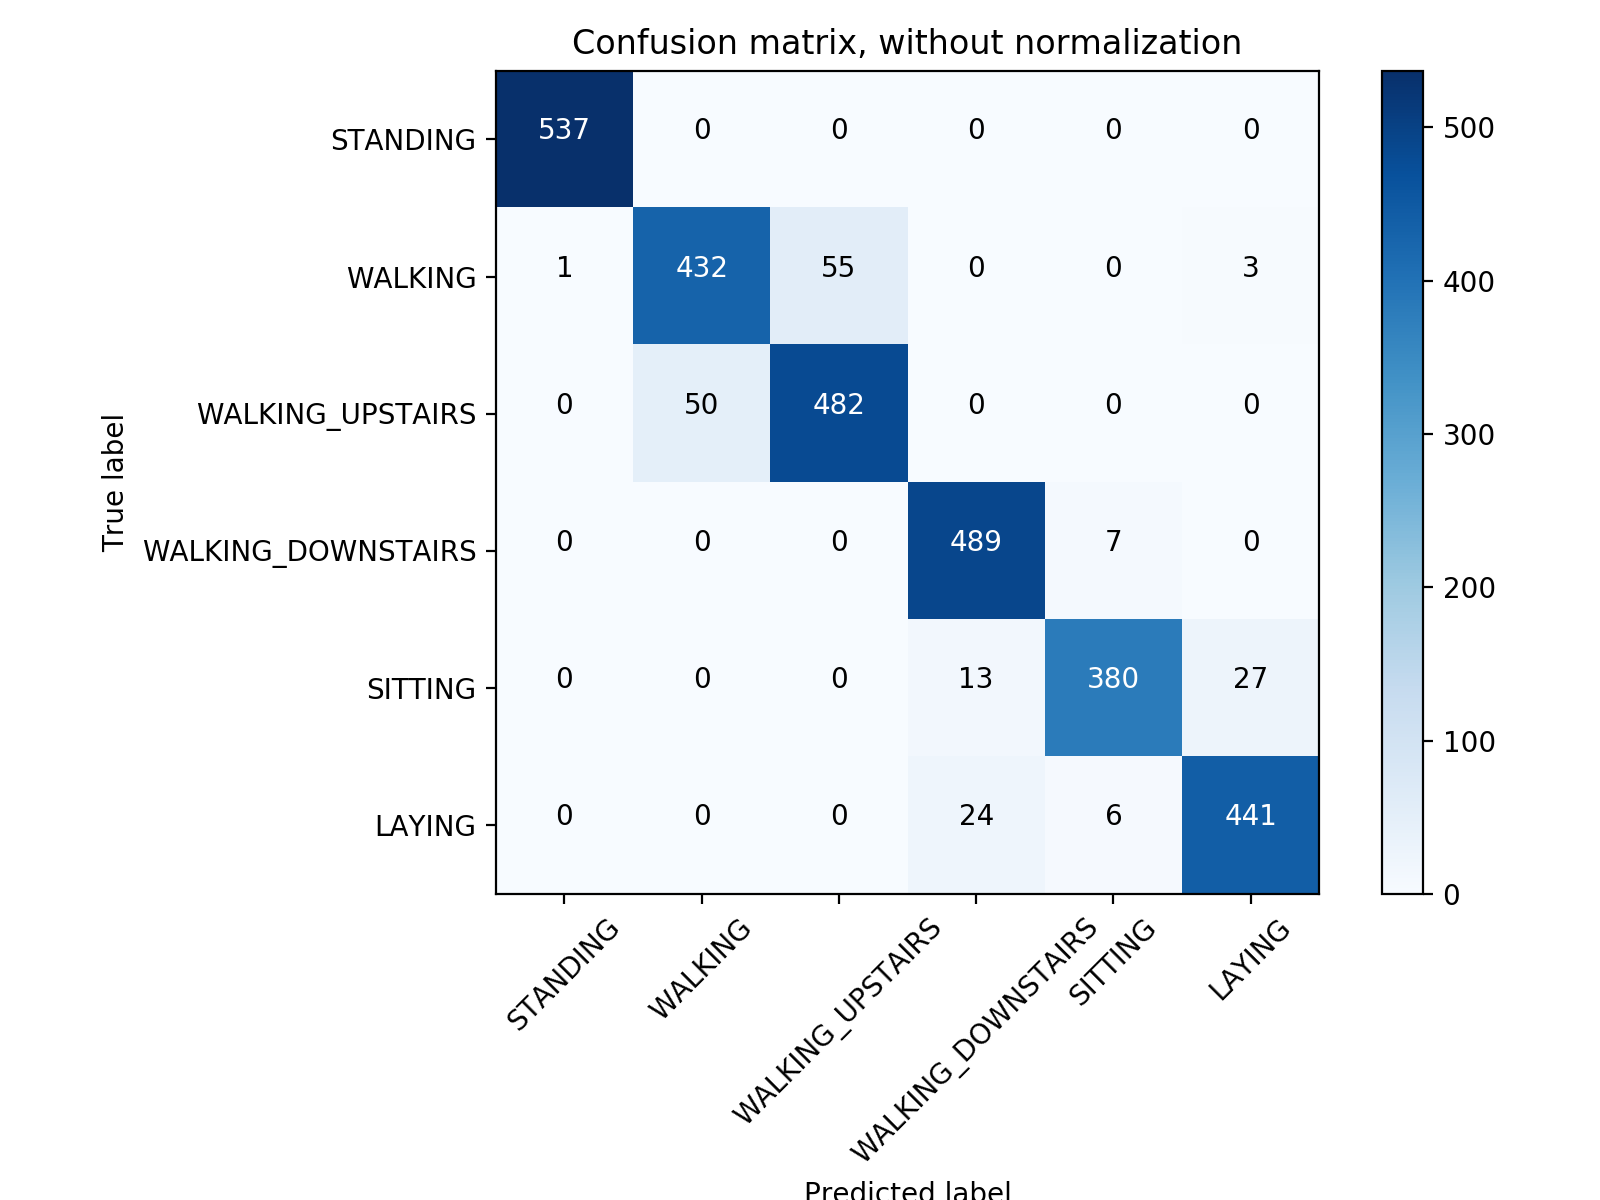 Confusion matrix, without normalization
STANDING 537 0 0 0 0 0
WALKING 1 432 55 0 0 3
WALKING_UPSTAIRS 0 50 482 0 0 0
WALKING_DOWNSTAIRS 0 0 0 489 7 0
SITTING 0 0 0 13 380 27
LAYING 0 0 0 24 6 441
True label
STANDING WALKING WALKING_UPSTAIRS WALKING_DOWNSTAIRS SITTING LAYING
Predicted label
500
400
300
200
100
0